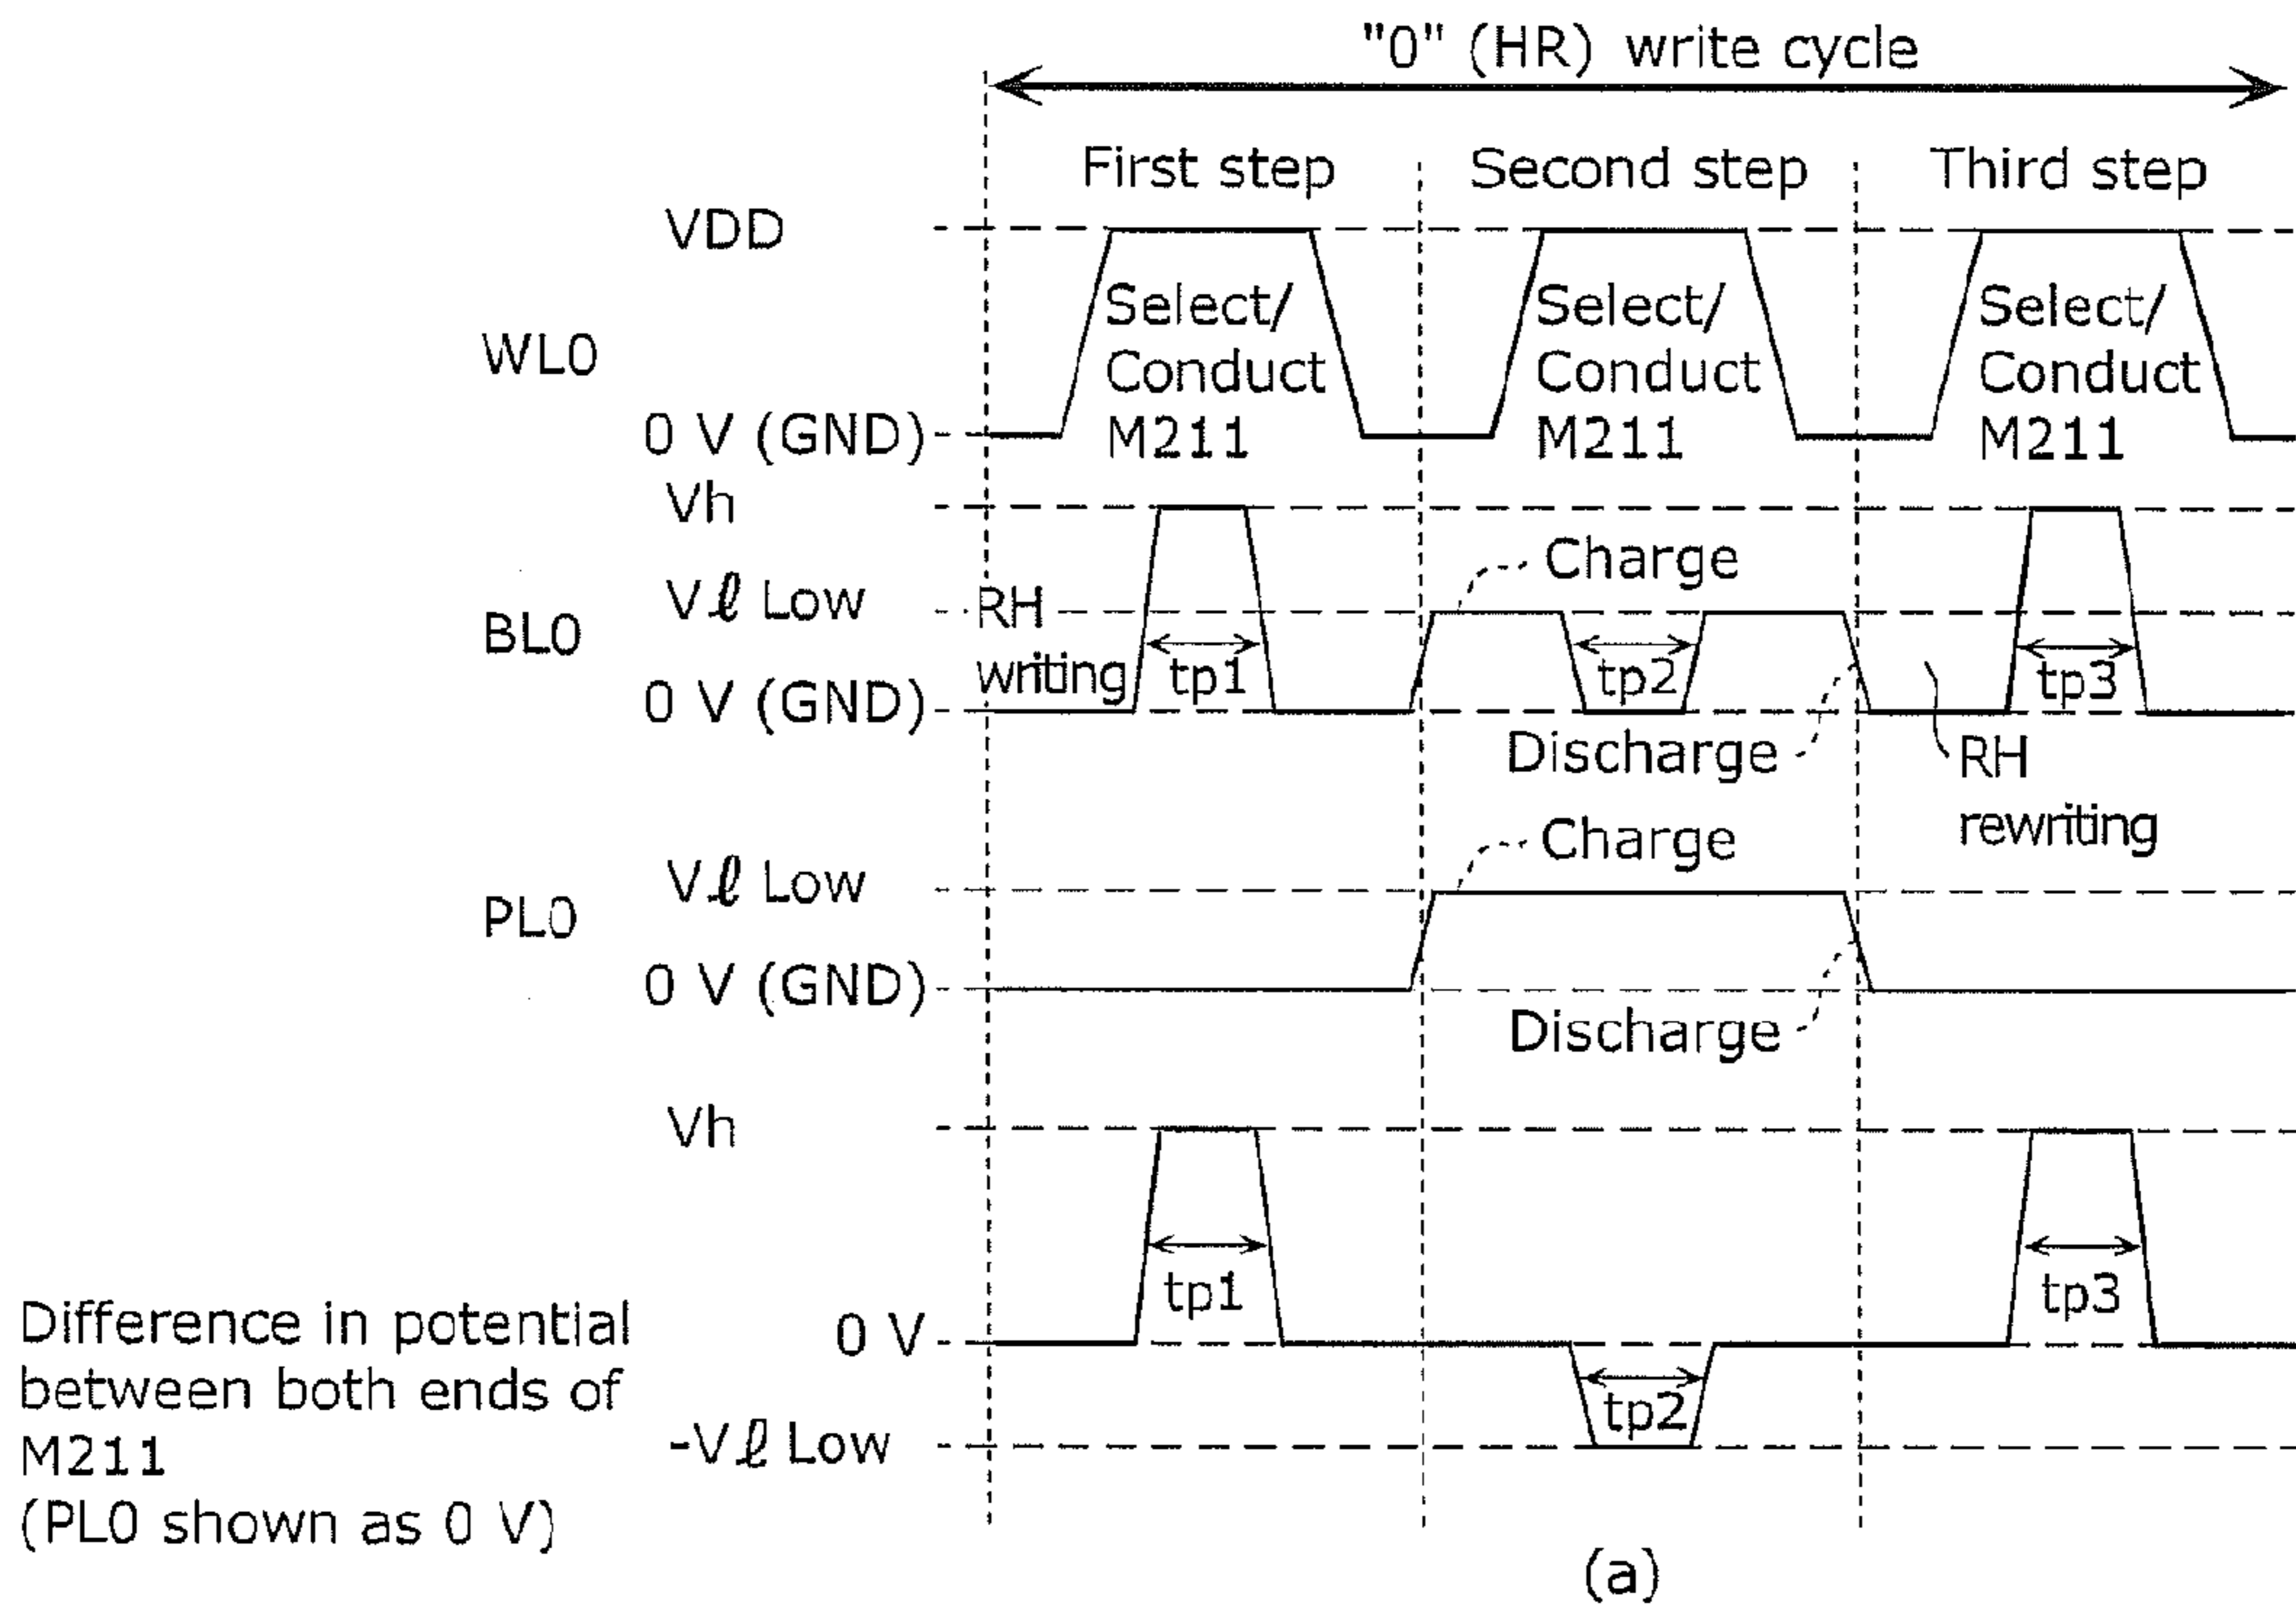 "0" (HR) write cycle
First step
Second step
Third step
VDD
WL0
Select/
Conduct
M211
Select/
Conduct
M211
Select/
Conduct
M211
0 V (GND)
Vh
Charge
Vℓ Low
BL0
RH
writing
tp1
tp2
tp3
0 V (GND)
Discharge
RH
rewriting
Charge
Vℓ Low
PL0
0 V (GND)
Discharge
Vh
tp1
tp3
0 V
tp2
-Vℓ Low
Difference in potential
between both ends of
M211
(PL0 shown as 0 V)
(a)